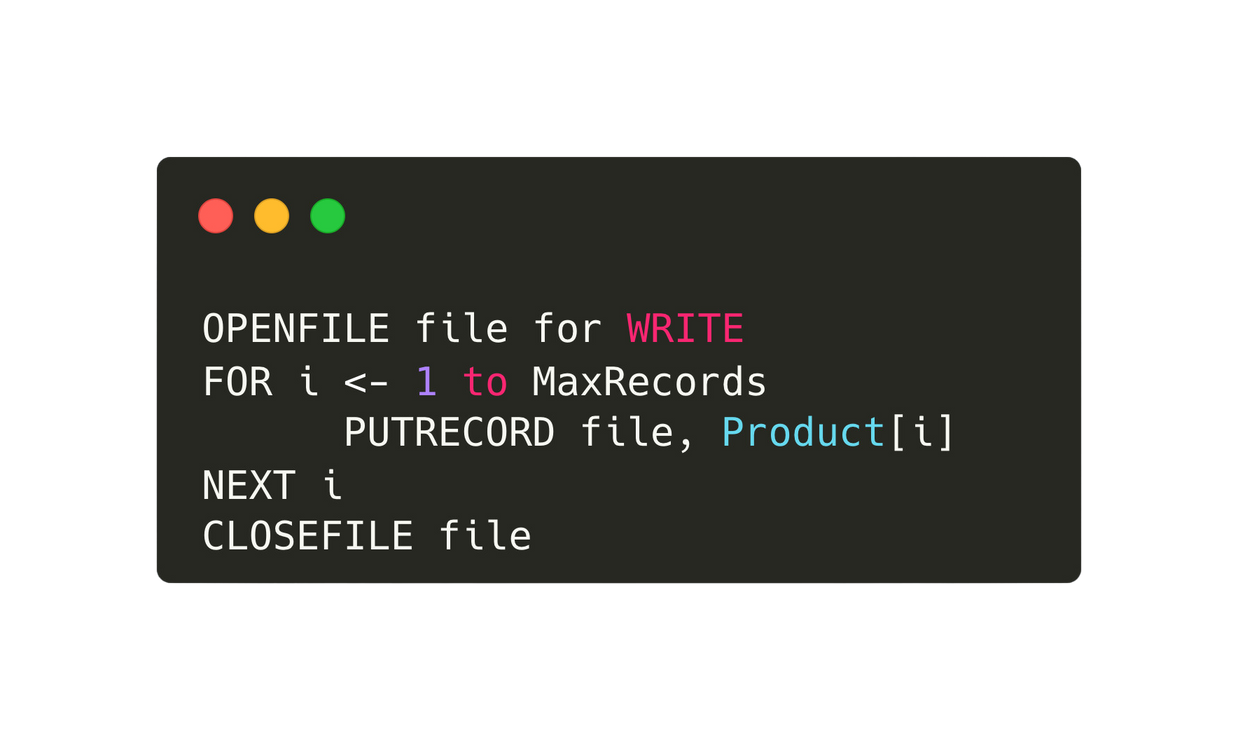 OPENFILE file for WRITE
FOR i <- 1 to MaxRecords
      PUTRECORD file, Product[i]
NEXT i
CLOSEFILE file